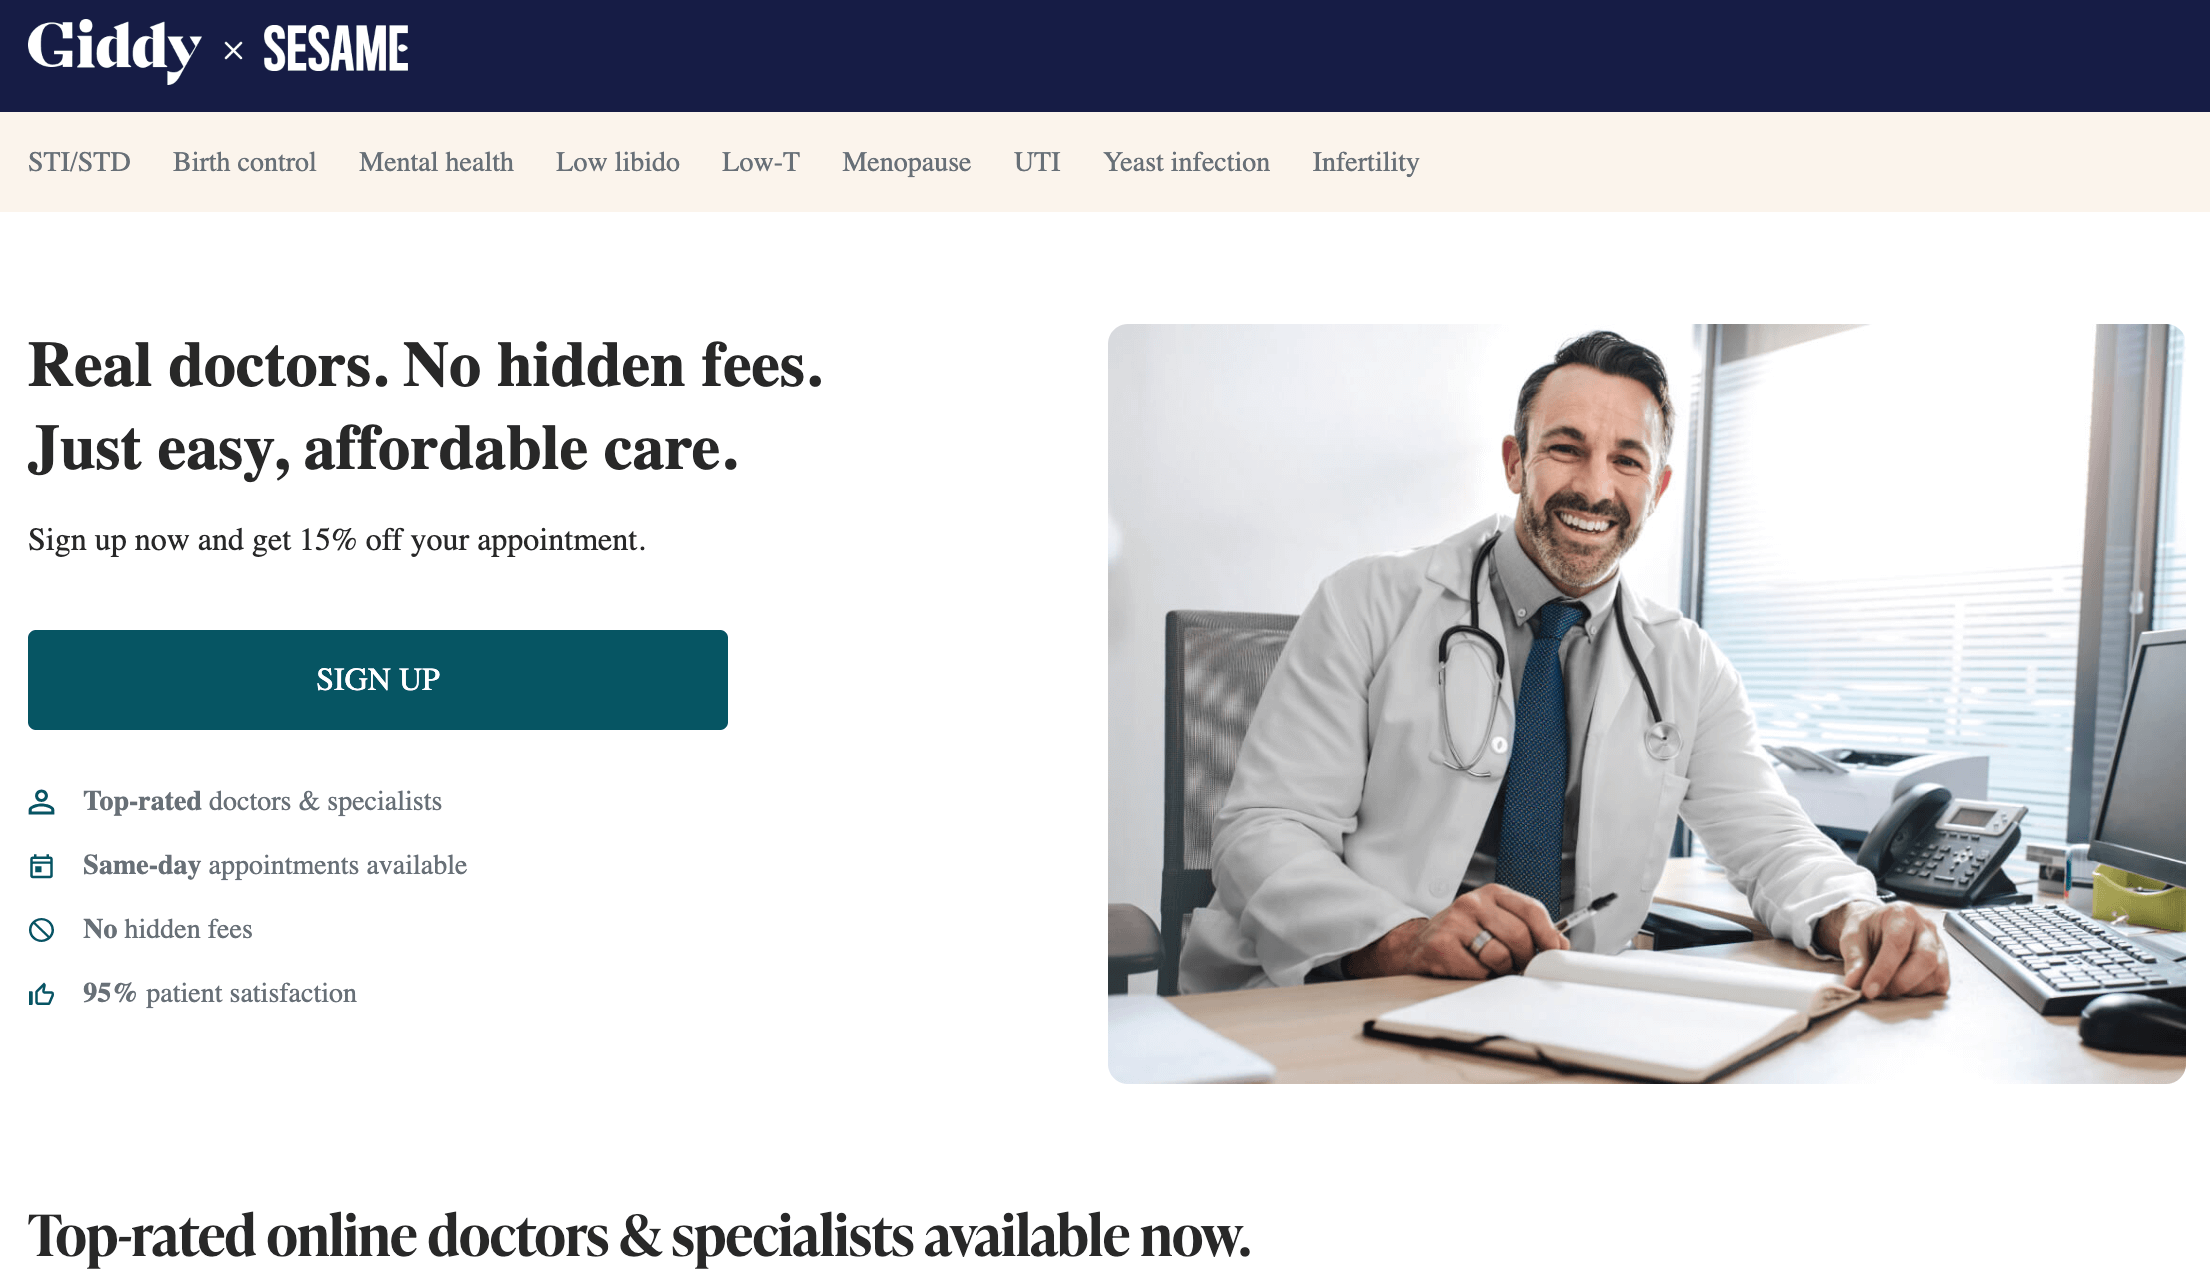 Giddy × SESAME
STI/STD Birth control Mental health Low libido Low-T Menopause UTI Yeast infection Infertility
Real doctors. No hidden fees.
Just easy, affordable care.
Sign up now and get 15% off your appointment.
SIGN UP
Top-rated doctors & specialists
Same-day appointments available
No hidden fees
95% patient satisfaction
Top-rated online doctors & specialists available now.